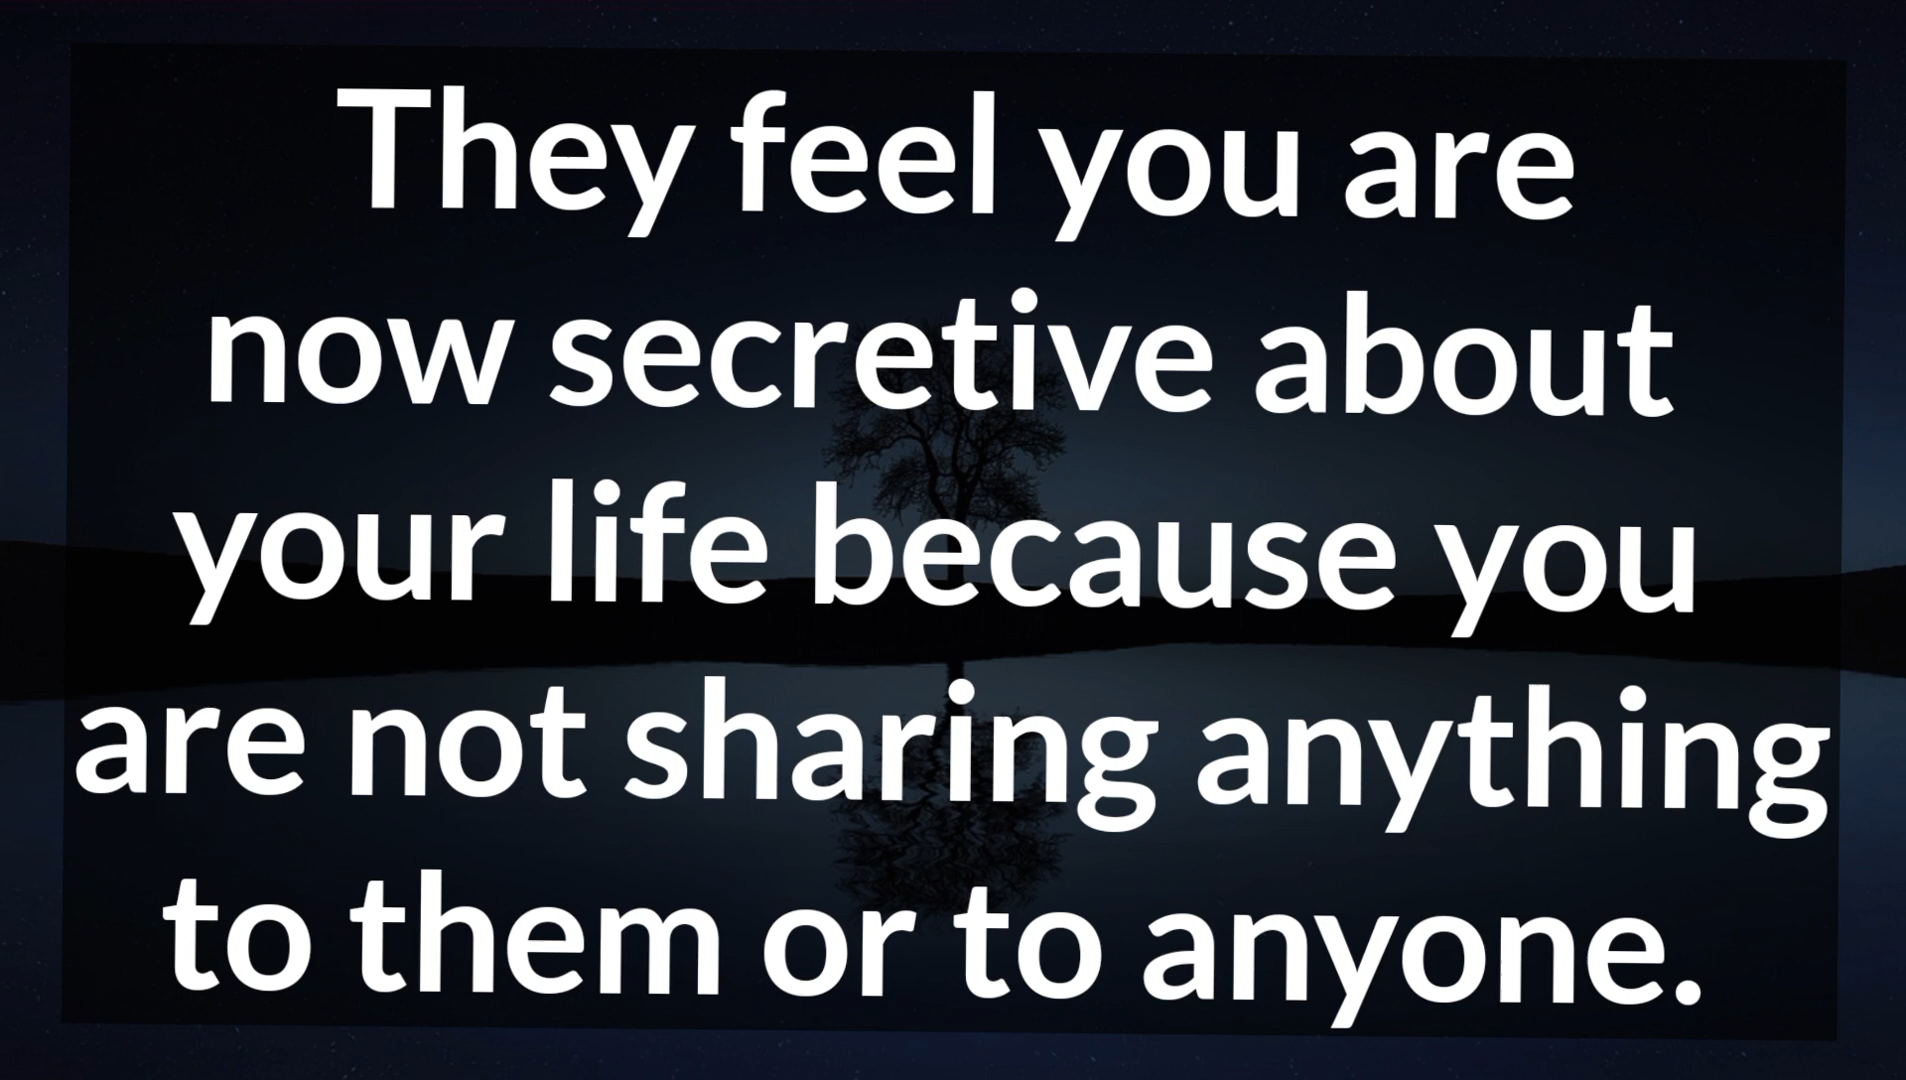 They feel you are
now secretive about
your life because you
are not sharing anything
to them or to anyone.